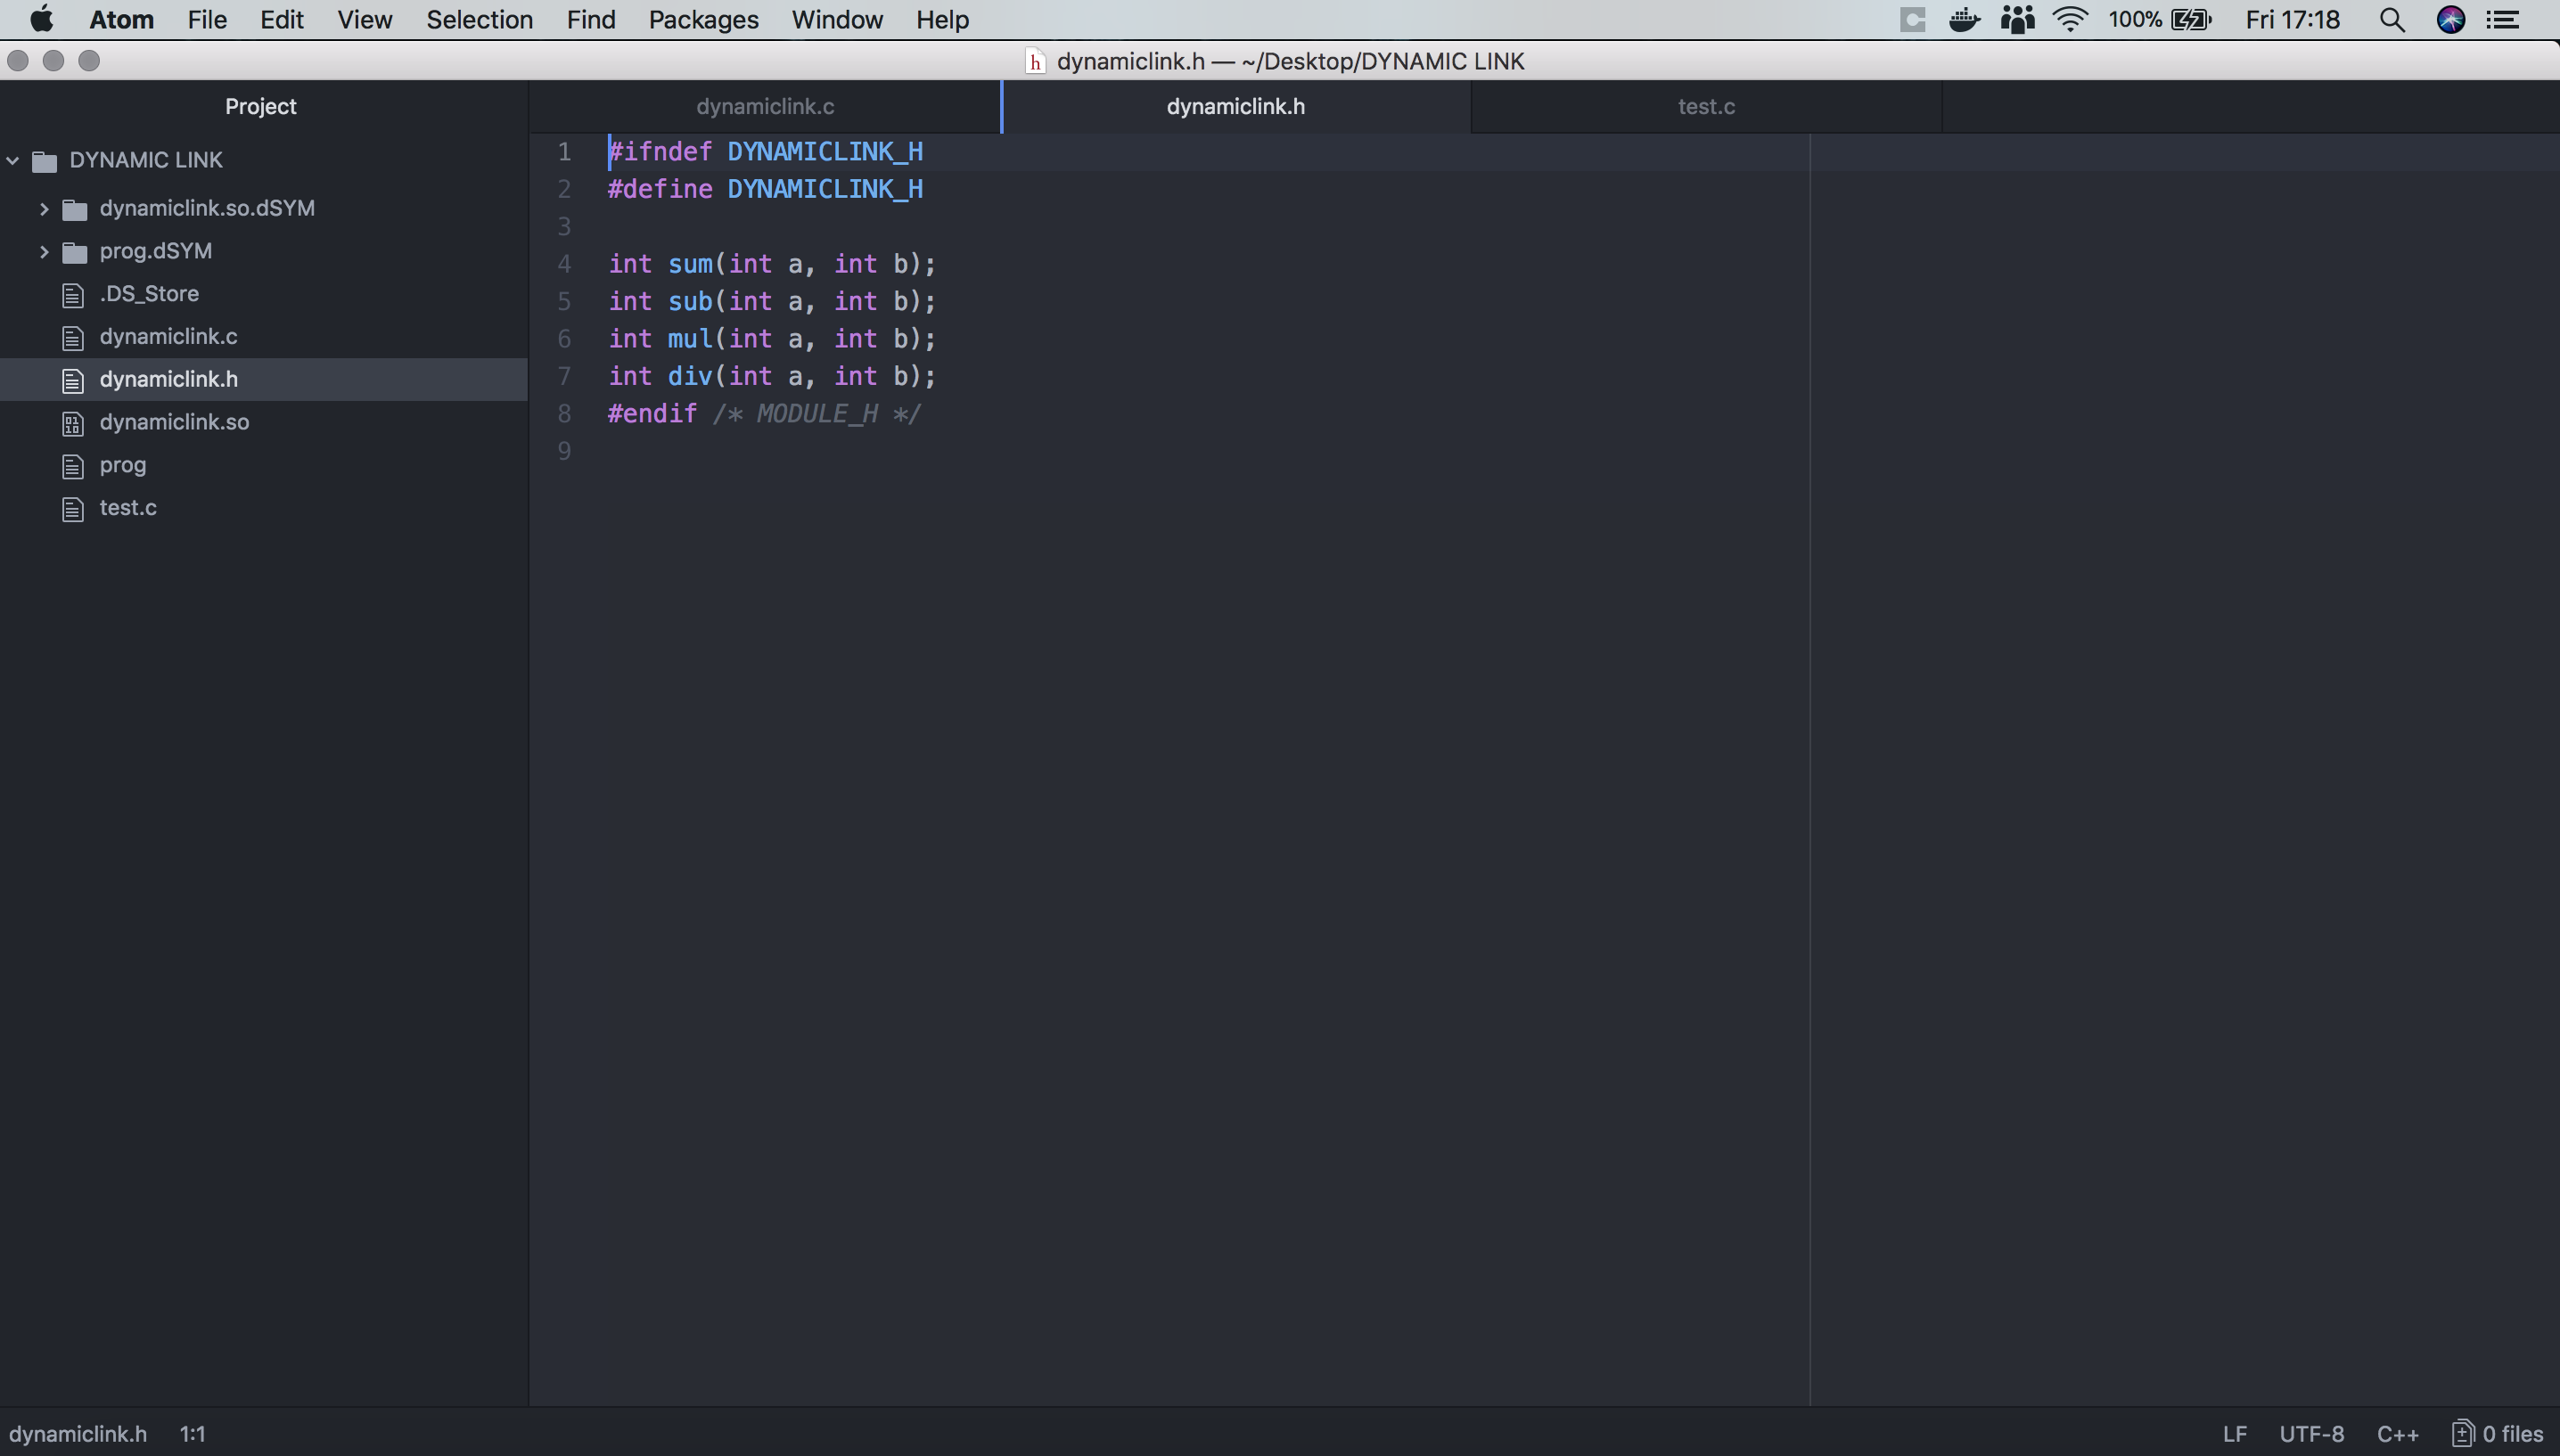 Atom File Edit View Selection Find Packages Window Help 100% Fri 17:18
h dynamiclink.h — ~/Desktop/DYNAMIC LINK
Project
DYNAMIC LINK
dynamiclink.so.dSYM
prog.dSYM
.DS_Store
dynamiclink.c
dynamiclink.h
dynamiclink.so
prog
test.c
dynamiclink.c dynamiclink.h test.c
1 #ifndef DYNAMICLINK_H
2 #define DYNAMICLINK_H
3
4 int sum(int a, int b);
5 int sub(int a, int b);
6 int mul(int a, int b);
7 int div(int a, int b);
8 #endif /* MODULE_H */
9
dynamiclink.h 1:1 LF UTF-8 C++ 0 files